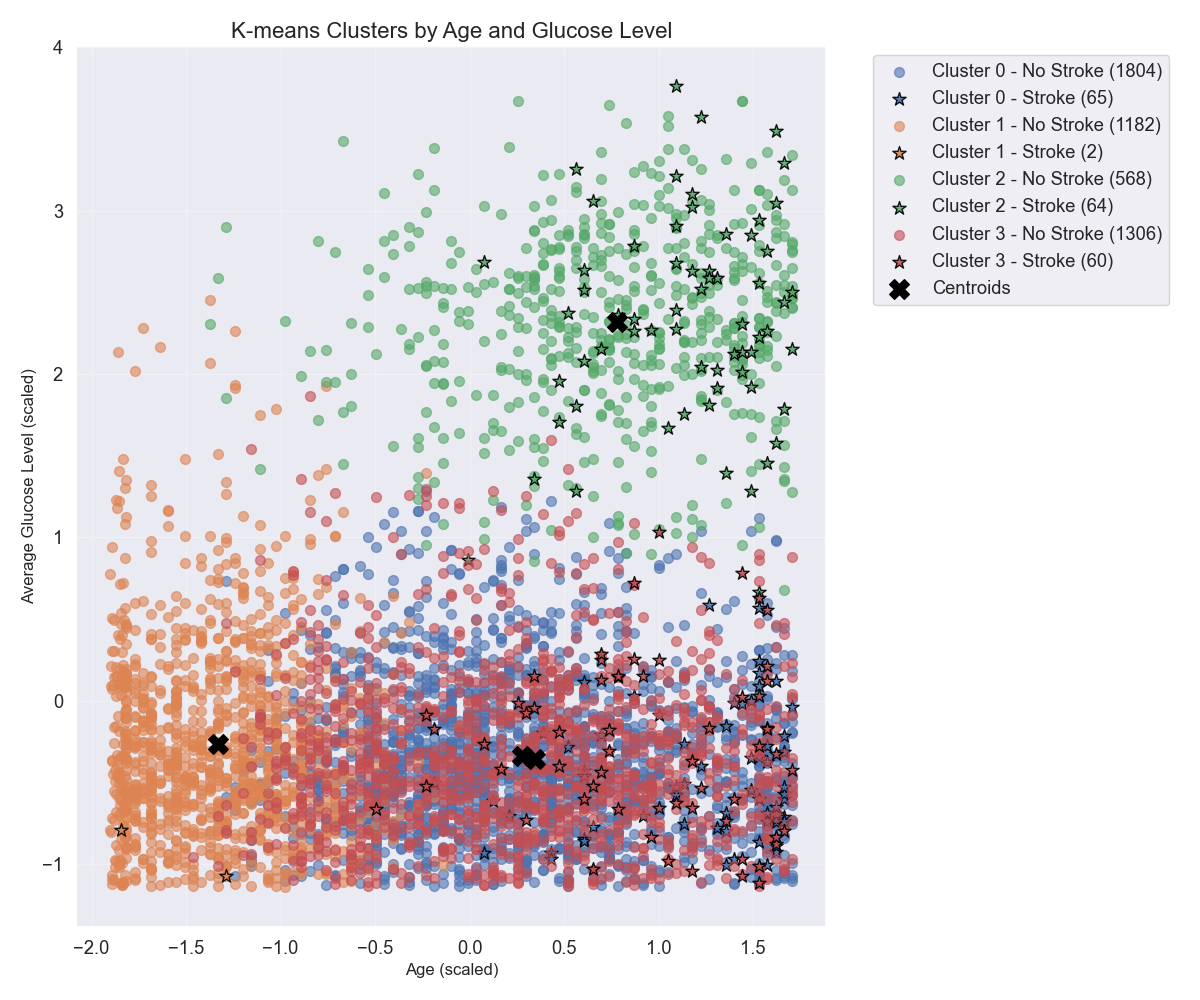 K-means Clusters by Age and Glucose Level
4
3
2
1
0
−1
Average Glucose Level (scaled)
−2.0
−1.5
−1.0
−0.5
0.0
0.5
1.0
1.5
Age (scaled)
Cluster 0 - No Stroke (1804)
Cluster 0 - Stroke (65)
Cluster 1 - No Stroke (1182)
Cluster 1 - Stroke (2)
Cluster 2 - No Stroke (568)
Cluster 2 - Stroke (64)
Cluster 3 - No Stroke (1306)
Cluster 3 - Stroke (60)
Centroids